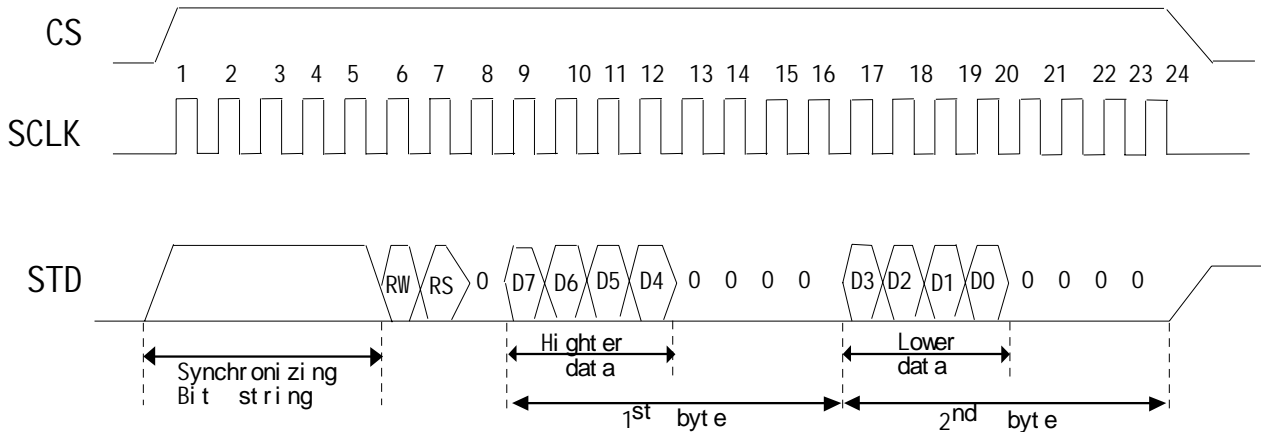 CS
1 2 3 4 5 6 7 8 9 10 11 12 13 14 15 16 17 18 19 20 21 22 23 24
SCLK
STD
RW RS 0 D7 D6 D5 D4 0 0 0 0 D3 D2 D1 D0 0 0 0 0
Synchronizing
Bit string
Highter
data
Lower
data
1st byte
2nd byte